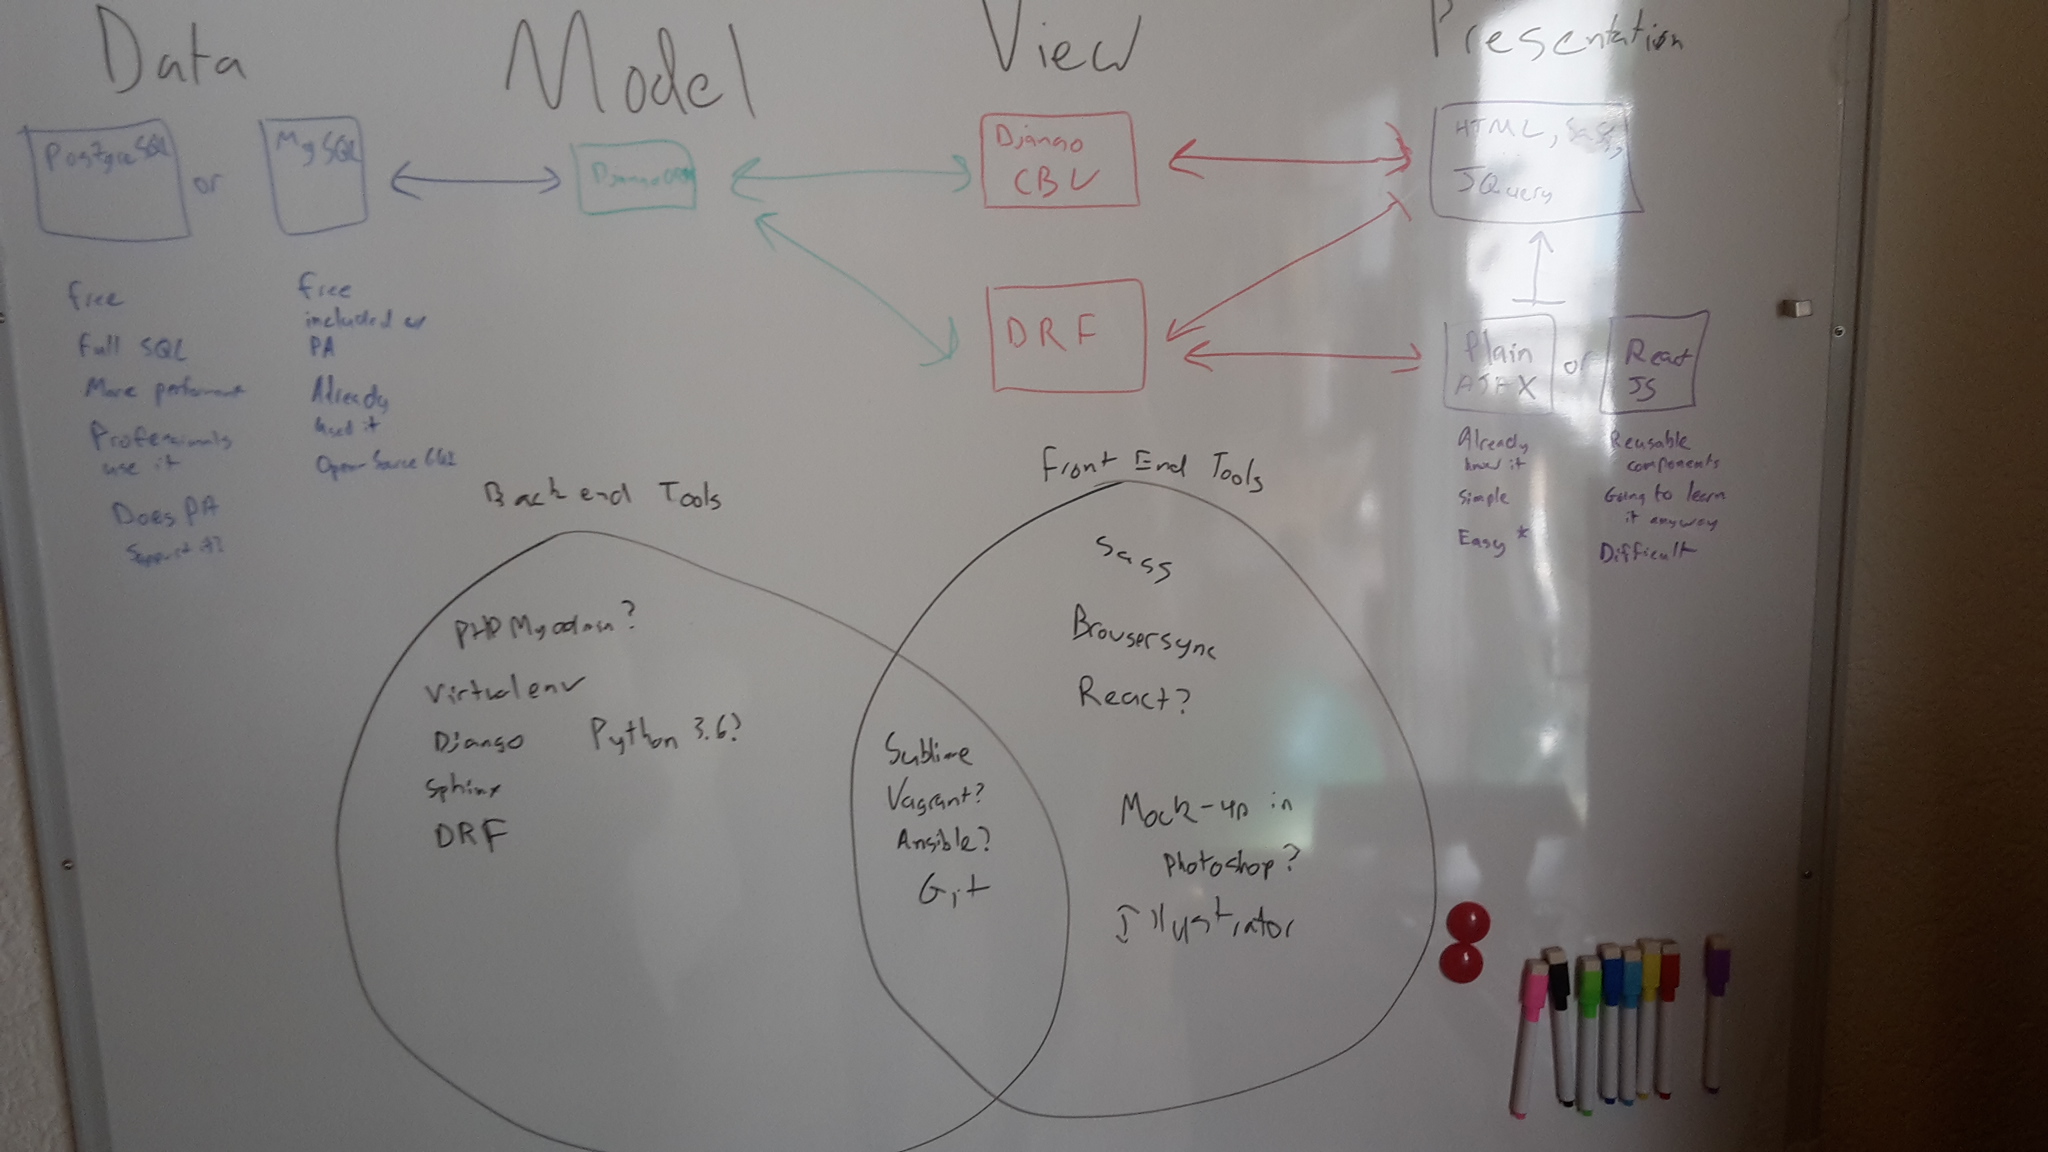 Data
Model
View
Presentation
PostgreSQL
or
MySQL
Django ORM
Django
CBV
HTML, Sass,
JQuery
DRF
Plain
AJAX
or
React
JS
free
Full SQL
More performant
Professionals
use it
Does PA
Support it?
free
included w
PA
Already
used it
Open Source
Already
know it
Simple
Easy *
Reusable
components
Going to learn
it anyway
Difficult
Back end Tools
Front End Tools
PHPMyadmin?
Virtualenv
Django
Python 3.6?
Sphinx
DRF
Sublime
Vagrant?
Ansible?
Git
Sass
Browsersync
React?
Mock-up in
Photoshop?
Illustrator